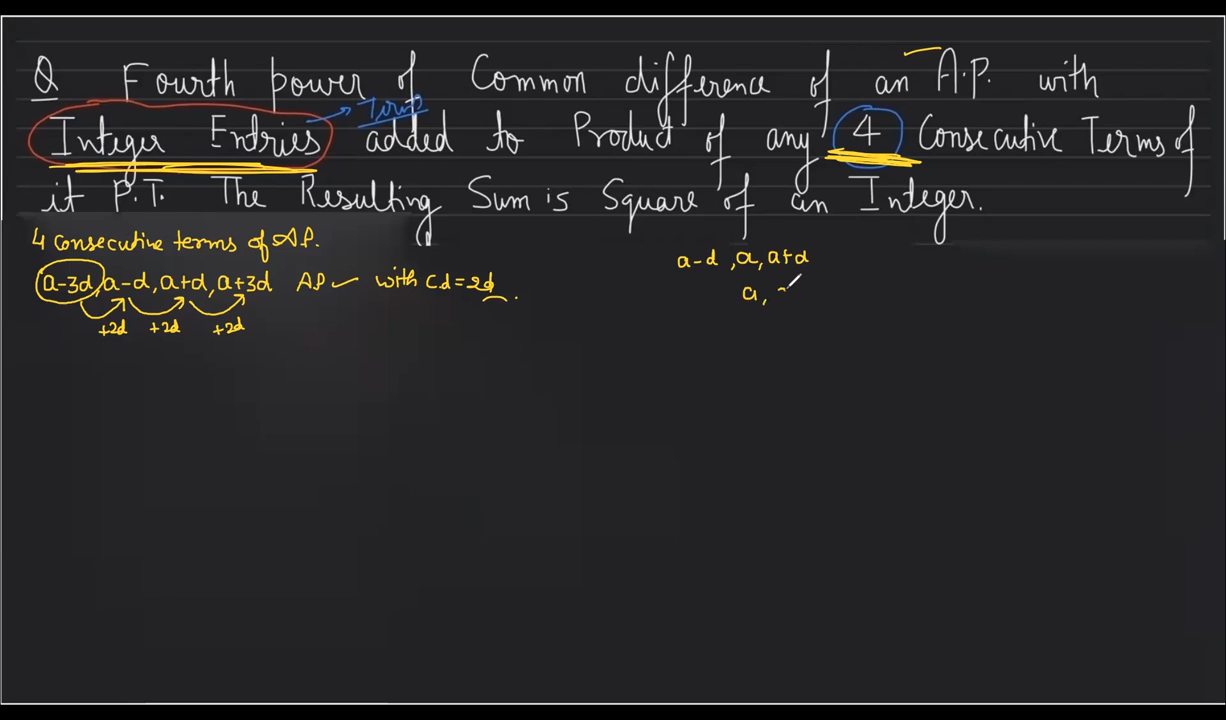 Q Fourth power of Common difference of an A.P. with
Integer Entries → Terms added to Product of any 4 Consecutive Terms of
it P.T. The Resulting Sum is Square of an Integer.
4 consecutive terms of AP.
a-3d, a-d, a+d, a+3d AP ✓ with cd=2d.
+2d +2d +2d
a-d, a, a+d
a,